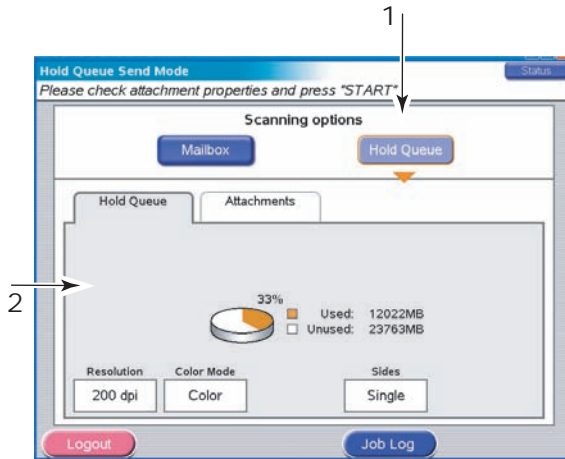 1
Hold Queue Send Mode
Status
Please check attachment properties and press "START"
Scanning options
Mailbox
Hold Queue
Hold Queue
Attachments
2
33%
Used: 12022MB
Unused: 23763MB
Resolution
Color Mode
Sides
200 dpi
Color
Single
Logout
Job Log